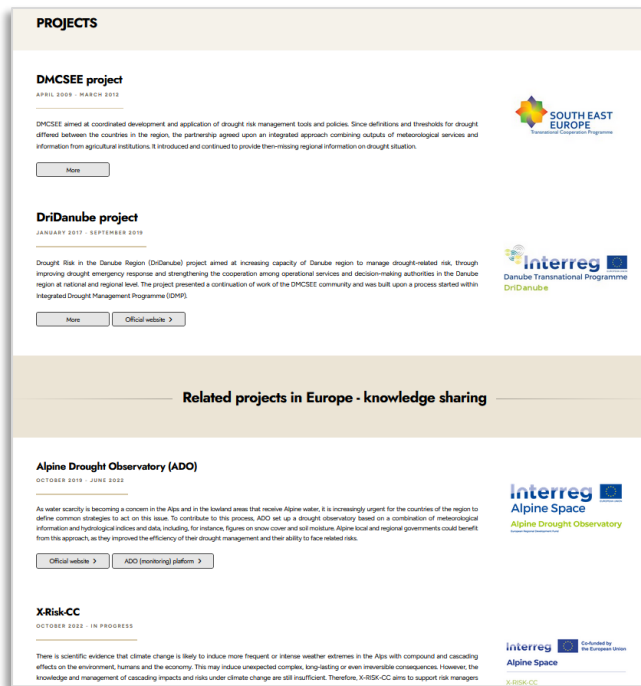 PROJECTS
DMCSEE project
APRIL 2009 - MARCH 2012
DMCSEE aimed at coordinated development and application of drought risk management tools and policies. Since definitions and thresholds for drought
differed between the countries in the region, the partnership agreed upon an integrated approach combining outputs of meteorological services and
information from agricultural institutions. It introduced and continued to provide then-missing regional information on drought situation.
More
SOUTH EAST
EUROPE
Transnational Cooperation Programme
DriDanube project
JANUARY 2017 - SEPTEMBER 2019
Drought Risk in the Danube Region (DriDanube) project aimed at increasing capacity of Danube region to manage drought-related risk, through
improving drought emergency response and strengthening the cooperation among operational services and decision-making authorities in the Danube
region at national and regional level. The project presented a continuation of work of the DMCSEE community and was built upon a process started within
Integrated Drought Management Programme (IDMP).
More
Official website >
Interreg
Danube Transnational Programme
DriDanube
Related projects in Europe - knowledge sharing
Alpine Drought Observatory (ADO)
OCTOBER 2019 - JUNE 2022
As water scarcity is becoming a concern in the Alps and in the lowland areas that receive Alpine water, it is increasingly urgent for the countries of the region to
define common strategies to act on this issue. To contribute to this process, ADO set up a drought observatory based on a combination of meteorological
information and hydrological indices and data, including, for instance, figures on snow cover and soil moisture. Alpine local and regional governments could benefit
from this approach, as they improved the efficiency of their drought management and their ability to face related risks.
Official website >
ADO (monitoring) platform >
Interreg
Alpine Space
Alpine Drought Observatory
X-Risk-CC
OCTOBER 2022 - IN PROGRESS
There is scientific evidence that climate change is likely to induce more frequent or intense weather extremes in the Alps with compound and cascading
effects on the environment, humans and the economy. This may induce unexpected complex, long-lasting or even irreversible consequences. However, the
knowledge and management of cascading impacts and risks under climate change are still insufficient. Therefore, X-RISK-CC aims to support risk managers
Interreg
Co-funded by
the European Union
Alpine Space
X-RISK-CC